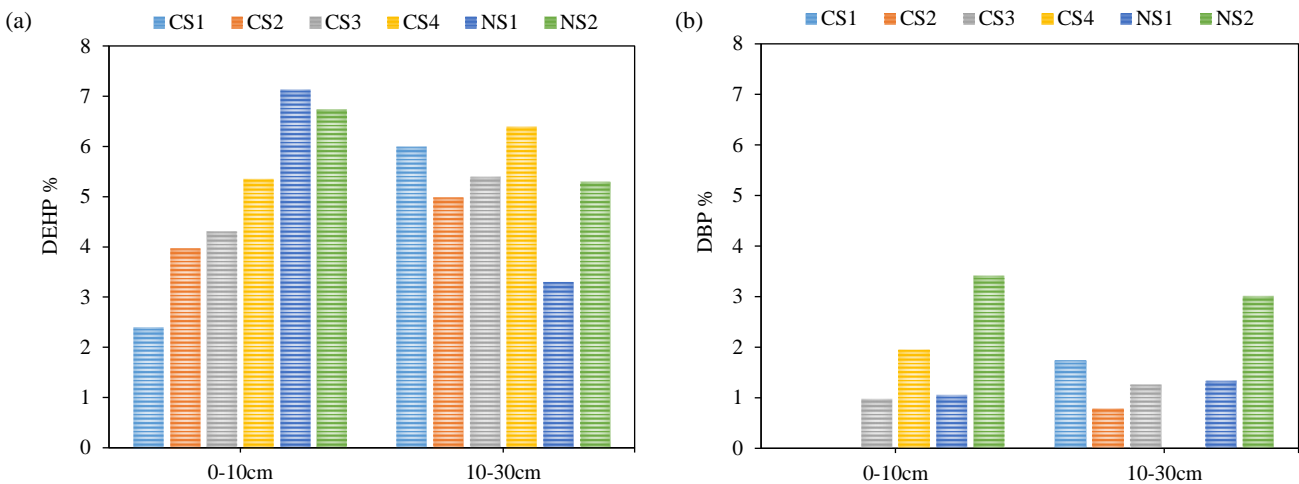 (a)
CS1 CS2 CS3 CS4 NS1 NS2
8
7
6
5
4
3
2
1
0
DEHP %
0-10cm 10-30cm
(b)
CS1 CS2 CS3 CS4 NS1 NS2
8
7
6
5
4
3
2
1
0
DBP %
0-10cm 10-30cm